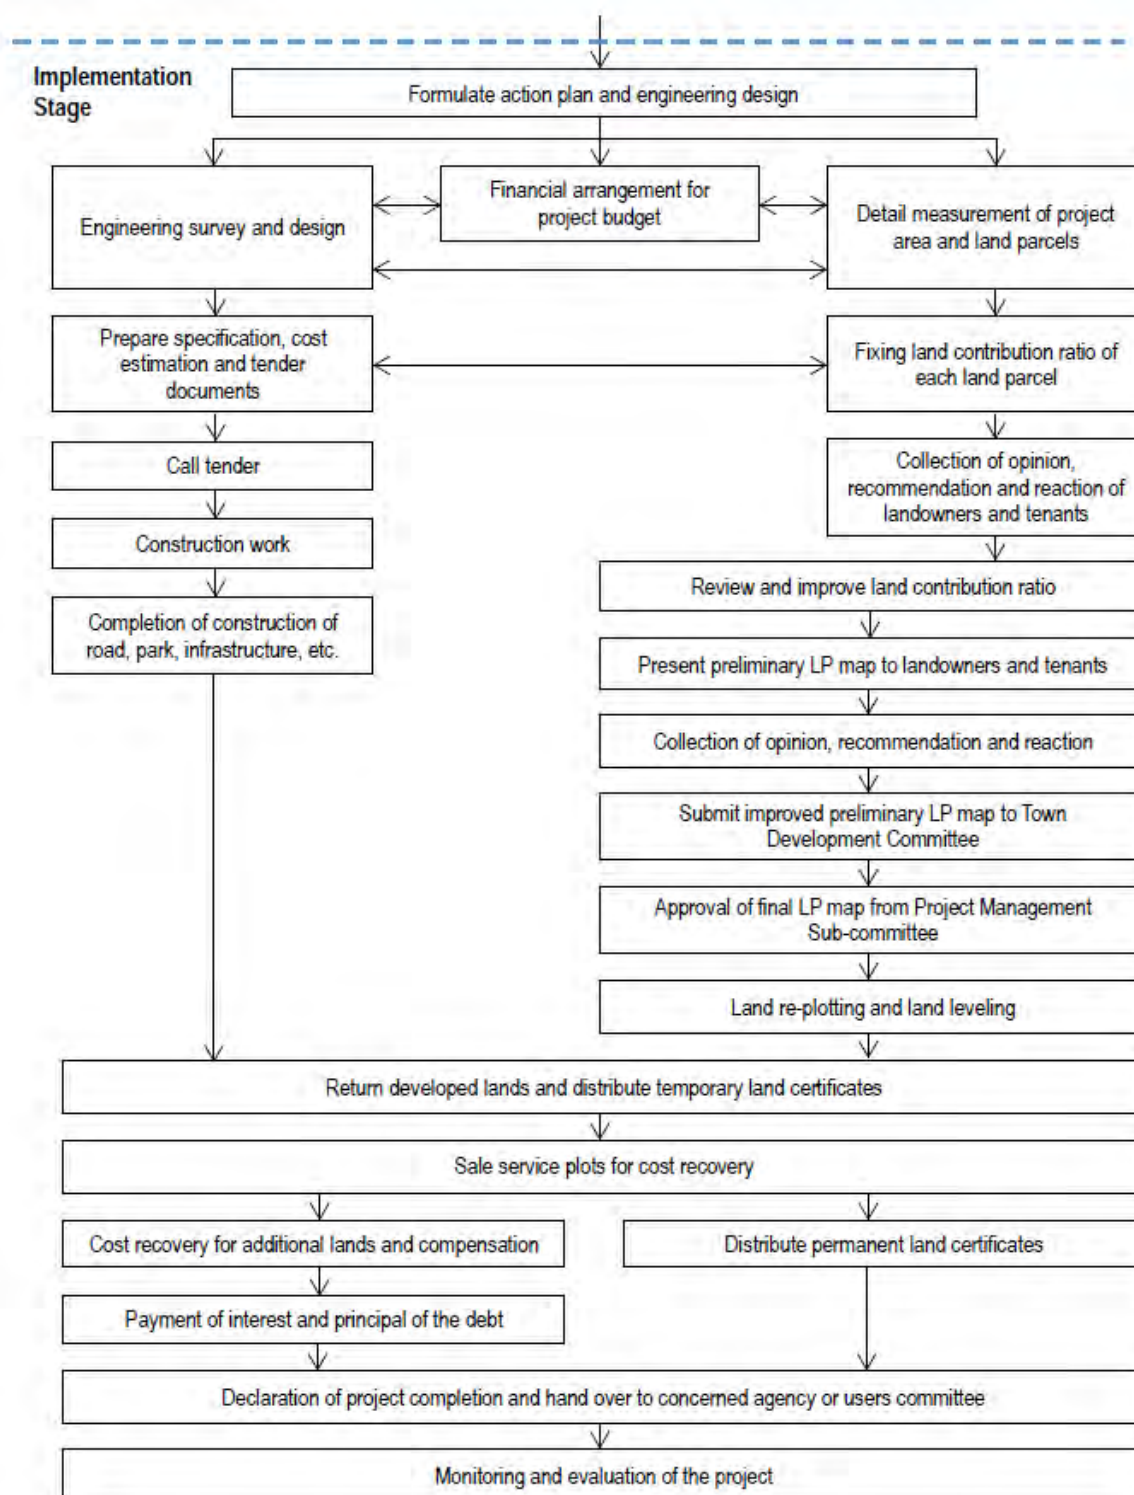 Implementation
Stage
Formulate action plan and engineering design
Engineering survey and design
Financial arrangement for
project budget
Detail measurement of project
area and land parcels
Prepare specification, cost
estimation and tender
documents
Fixing land contribution ratio of
each land parcel
Call tender
Collection of opinion,
recommendation and reaction of
landowners and tenants
Construction work
Review and improve land contribution ratio
Completion of construction of
road, park, infrastructure, etc.
Present preliminary LP map to landowners and tenants
Collection of opinion, recommendation and reaction
Submit improved preliminary LP map to Town
Development Committee
Approval of final LP map from Project Management
Sub-committee
Land re-plotting and land leveling
Return developed lands and distribute temporary land certificates
Sale service plots for cost recovery
Cost recovery for additional lands and compensation
Distribute permanent land certificates
Payment of interest and principal of the debt
Declaration of project completion and hand over to concerned agency or users committee
Monitoring and evaluation of the project